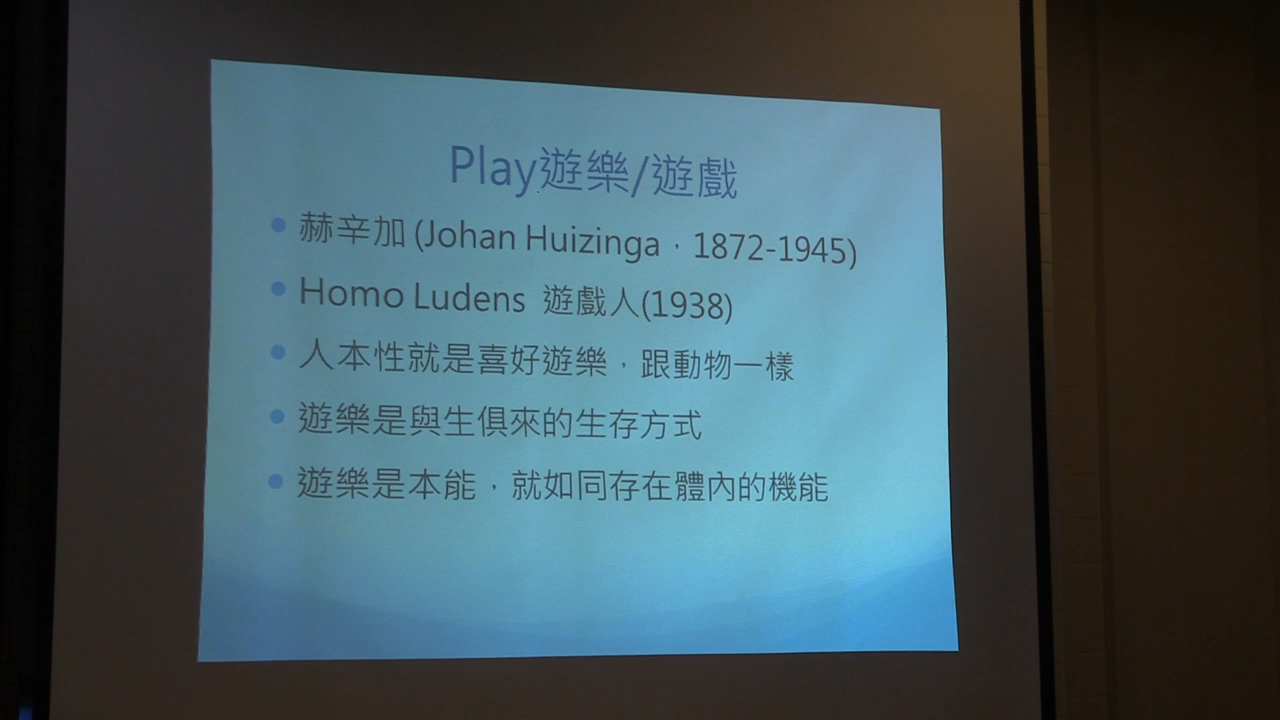 Play遊樂/遊戲
赫辛加 (Johan Huizinga,1872-1945)
Homo Ludens 遊戲人(1938)
人本性就是喜好遊樂,跟動物一樣
遊樂是與生俱來的生存方式
遊樂是本能,就如同存在體內的機能